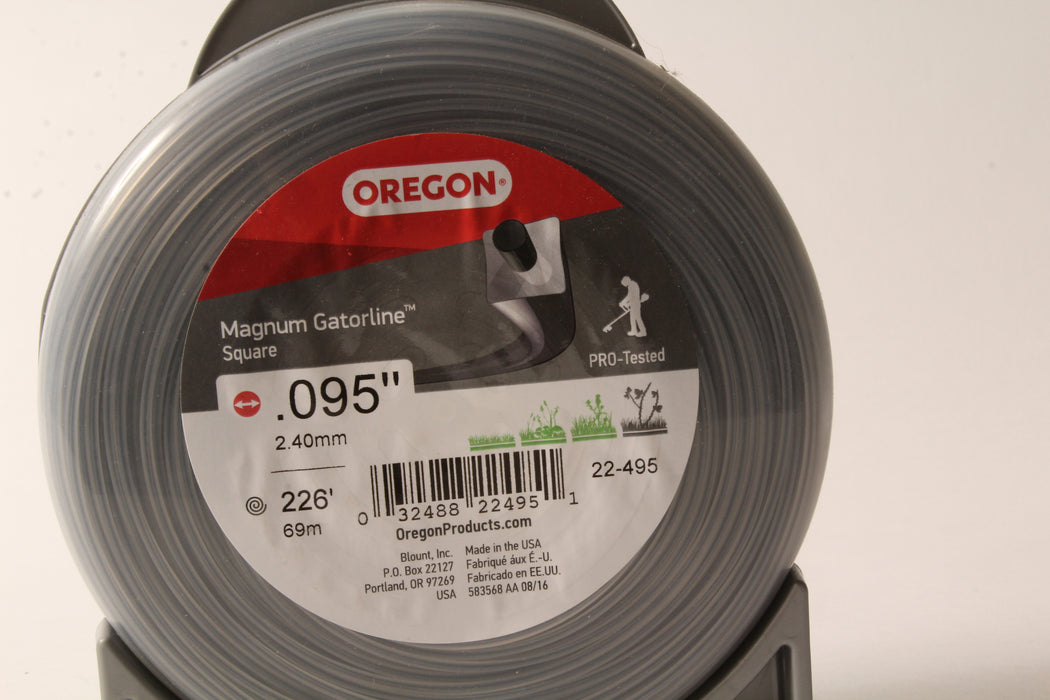 OREGON®
Magnum Gatorline™
Square
PRO-Tested
.095"
2.40mm
22-495
226'
69m
0 32488 22495 1
OregonProducts.com
Blount, Inc.
P.O. Box 22127
Portland, OR 97269
USA
Made in the USA
Fabriqué áux É.-U.
Fabricado en EE.UU.
583568 AA 08/16